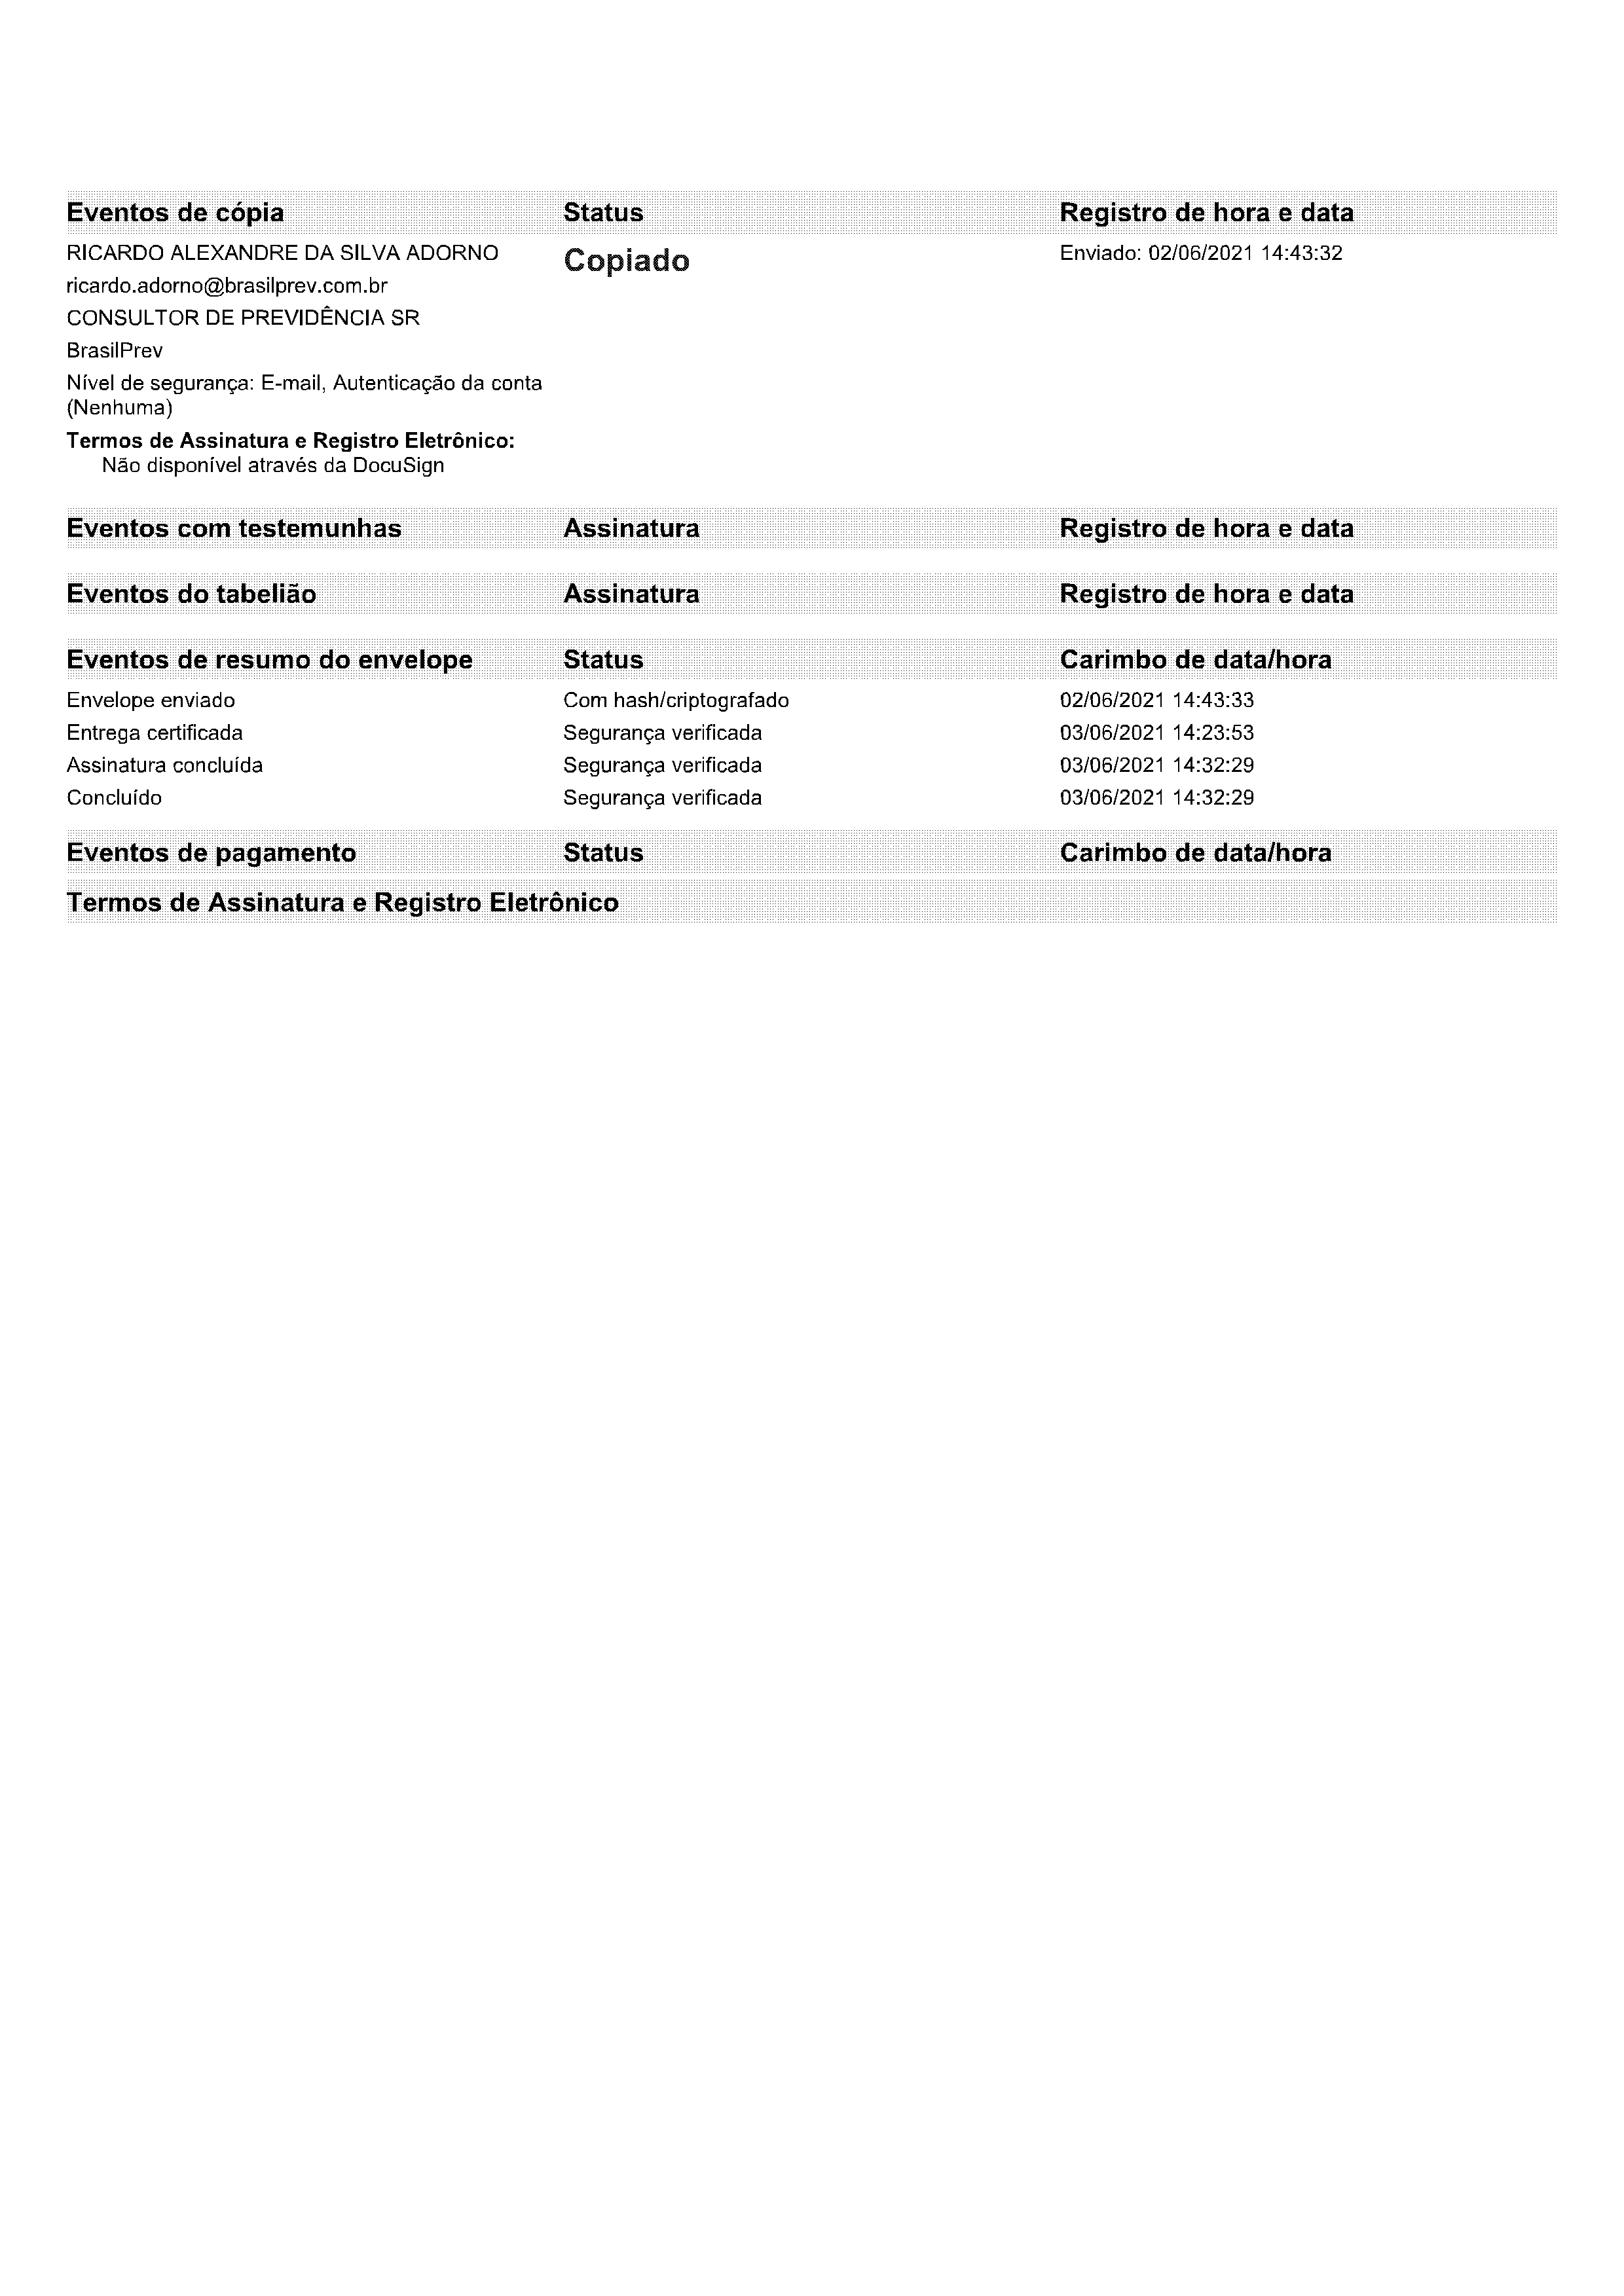 Eventos de cópia Status Registro de hora e data
RICARDO ALEXANDRE DA SILVA ADORNO Copiado Enviado: 02/06/2021 14:43:32
ricardo.adorno@brasilprev.com.br
CONSULTOR DE PREVIDÊNCIA SR
BrasilPrev
Nível de segurança: E-mail, Autenticação da conta
(Nenhuma)
Termos de Assinatura e Registro Eletrônico:
Não disponível através da DocuSign
Eventos com testemunhas Assinatura Registro de hora e data
Eventos do tabelião Assinatura Registro de hora e data
Eventos de resumo do envelope Status Carimbo de data/hora
Envelope enviado Com hash/criptografado 02/06/2021 14:43:33
Entrega certificada Segurança verificada 03/06/2021 14:23:53
Assinatura concluída Segurança verificada 03/06/2021 14:32:29
Concluído Segurança verificada 03/06/2021 14:32:29
Eventos de pagamento Status Carimbo de data/hora
Termos de Assinatura e Registro Eletrônico